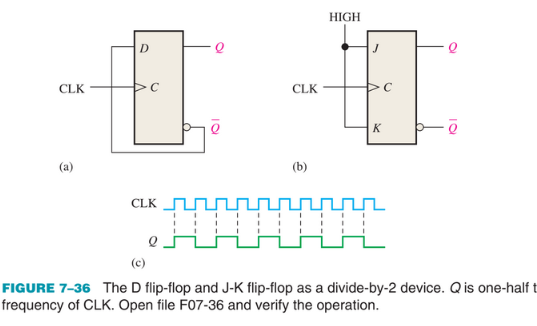 HIGH
D Q J Q
CLK C CLK C
Q̅ K Q̅
(a) (b)
CLK
Q
(c)
FIGURE 7–36 The D flip-flop and J-K flip-flop as a divide-by-2 device. Q is one-half t
frequency of CLK. Open file F07-36 and verify the operation.